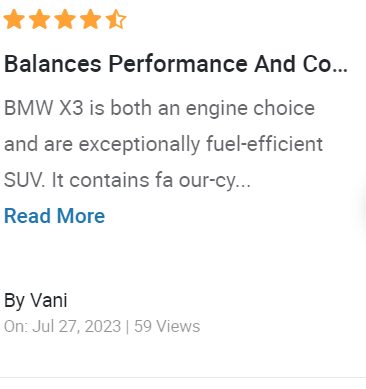 Balances Performance And Co...
BMW X3 is both an engine choice
and are exceptionally fuel-efficient
SUV. It contains fa our-cy...
Read More
By Vani
On: Jul 27, 2023 | 59 Views